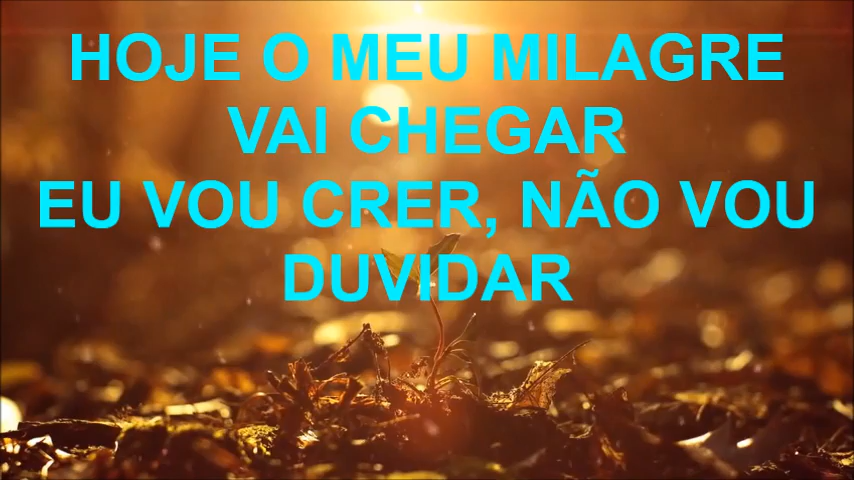 HOJE O MEU MILAGRE
VAI CHEGAR
EU VOU CRER, NÃO VOU
DUVIDAR